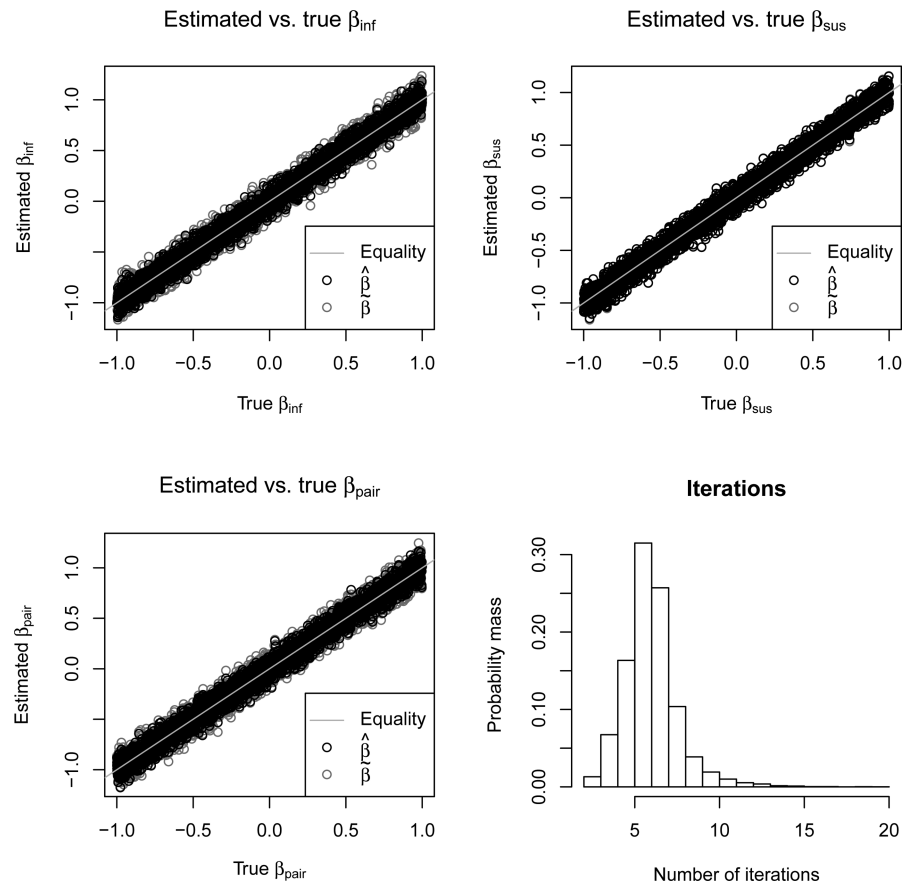 Estimated vs. true βinf
Estimated βinf
1.0
0.5
0.0
−1.0
Equality
β̂
β̃
−1.0 −0.5 0.0 0.5 1.0
True βinf
Estimated vs. true βsus
Estimated βsus
1.0
0.5
0.0
−0.5
−1.0
Equality
β̂
β̃
−1.0 −0.5 0.0 0.5 1.0
True βsus
Estimated vs. true βpair
Estimated βpair
1.0
0.5
0.0
−1.0
Equality
β̂
β̃
−1.0 −0.5 0.0 0.5 1.0
True βpair
Iterations
Probability mass
0.30
0.20
0.10
0.00
5 10 15 20
Number of iterations